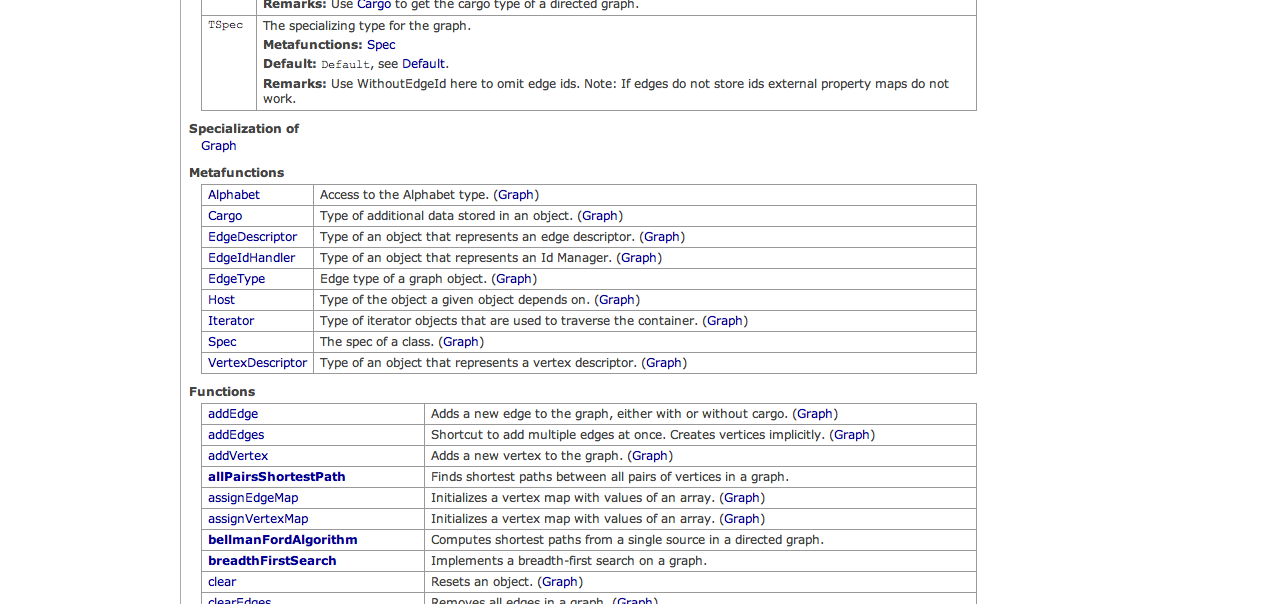 Remarks: Use Cargo to get the cargo type of a directed graph.
TSpec The specializing type for the graph.
Metafunctions: Spec
Default: Default, see Default.
Remarks: Use WithoutEdgeId here to omit edge ids. Note: If edges do not store ids external property maps do not
work.
Specialization of
Graph
Metafunctions
Alphabet Access to the Alphabet type. (Graph)
Cargo Type of additional data stored in an object. (Graph)
EdgeDescriptor Type of an object that represents an edge descriptor. (Graph)
EdgeIdHandler Type of an object that represents an Id Manager. (Graph)
EdgeType Edge type of a graph object. (Graph)
Host Type of the object a given object depends on. (Graph)
Iterator Type of iterator objects that are used to traverse the container. (Graph)
Spec The spec of a class. (Graph)
VertexDescriptor Type of an object that represents a vertex descriptor. (Graph)
Functions
addEdge Adds a new edge to the graph, either with or without cargo. (Graph)
addEdges Shortcut to add multiple edges at once. Creates vertices implicitly. (Graph)
addVertex Adds a new vertex to the graph. (Graph)
allPairsShortestPath Finds shortest paths between all pairs of vertices in a graph.
assignEdgeMap Initializes a vertex map with values of an array. (Graph)
assignVertexMap Initializes a vertex map with values of an array. (Graph)
bellmanFordAlgorithm Computes shortest paths from a single source in a directed graph.
breadthFirstSearch Implements a breadth-first search on a graph.
clear Resets an object. (Graph)
clearEdges Removes all edges in a graph. (Graph)